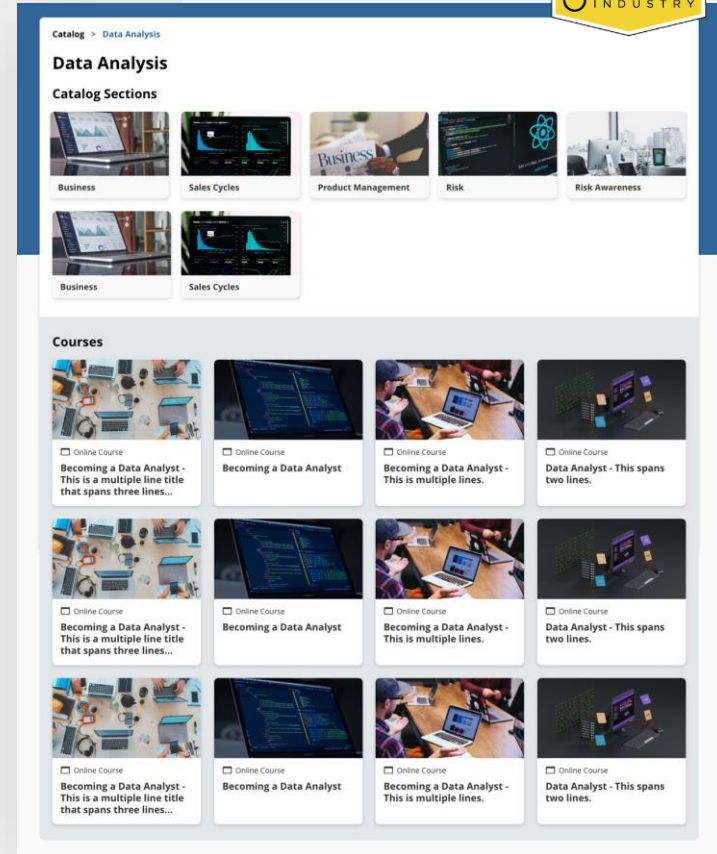 INDUSTRY
Catalog > Data Analysis
Data Analysis
Catalog Sections
Business
Business
Sales Cycles
Product Management
Risk
Risk Awareness
Business
Sales Cycles
Courses
Online Course
Becoming a Data Analyst -
This is a multiple line title
that spans three lines...
Online Course
Becoming a Data Analyst
Online Course
Becoming a Data Analyst -
This is multiple lines.
Online Course
Data Analyst - This spans
two lines.
Online Course
Becoming a Data Analyst -
This is a multiple line title
that spans three lines...
Online Course
Becoming a Data Analyst
Online Course
Becoming a Data Analyst -
This is multiple lines.
Online Course
Data Analyst - This spans
two lines.
Online Course
Becoming a Data Analyst -
This is a multiple line title
that spans three lines...
Online Course
Becoming a Data Analyst
Online Course
Becoming a Data Analyst -
This is multiple lines.
Online Course
Data Analyst - This spans
two lines.